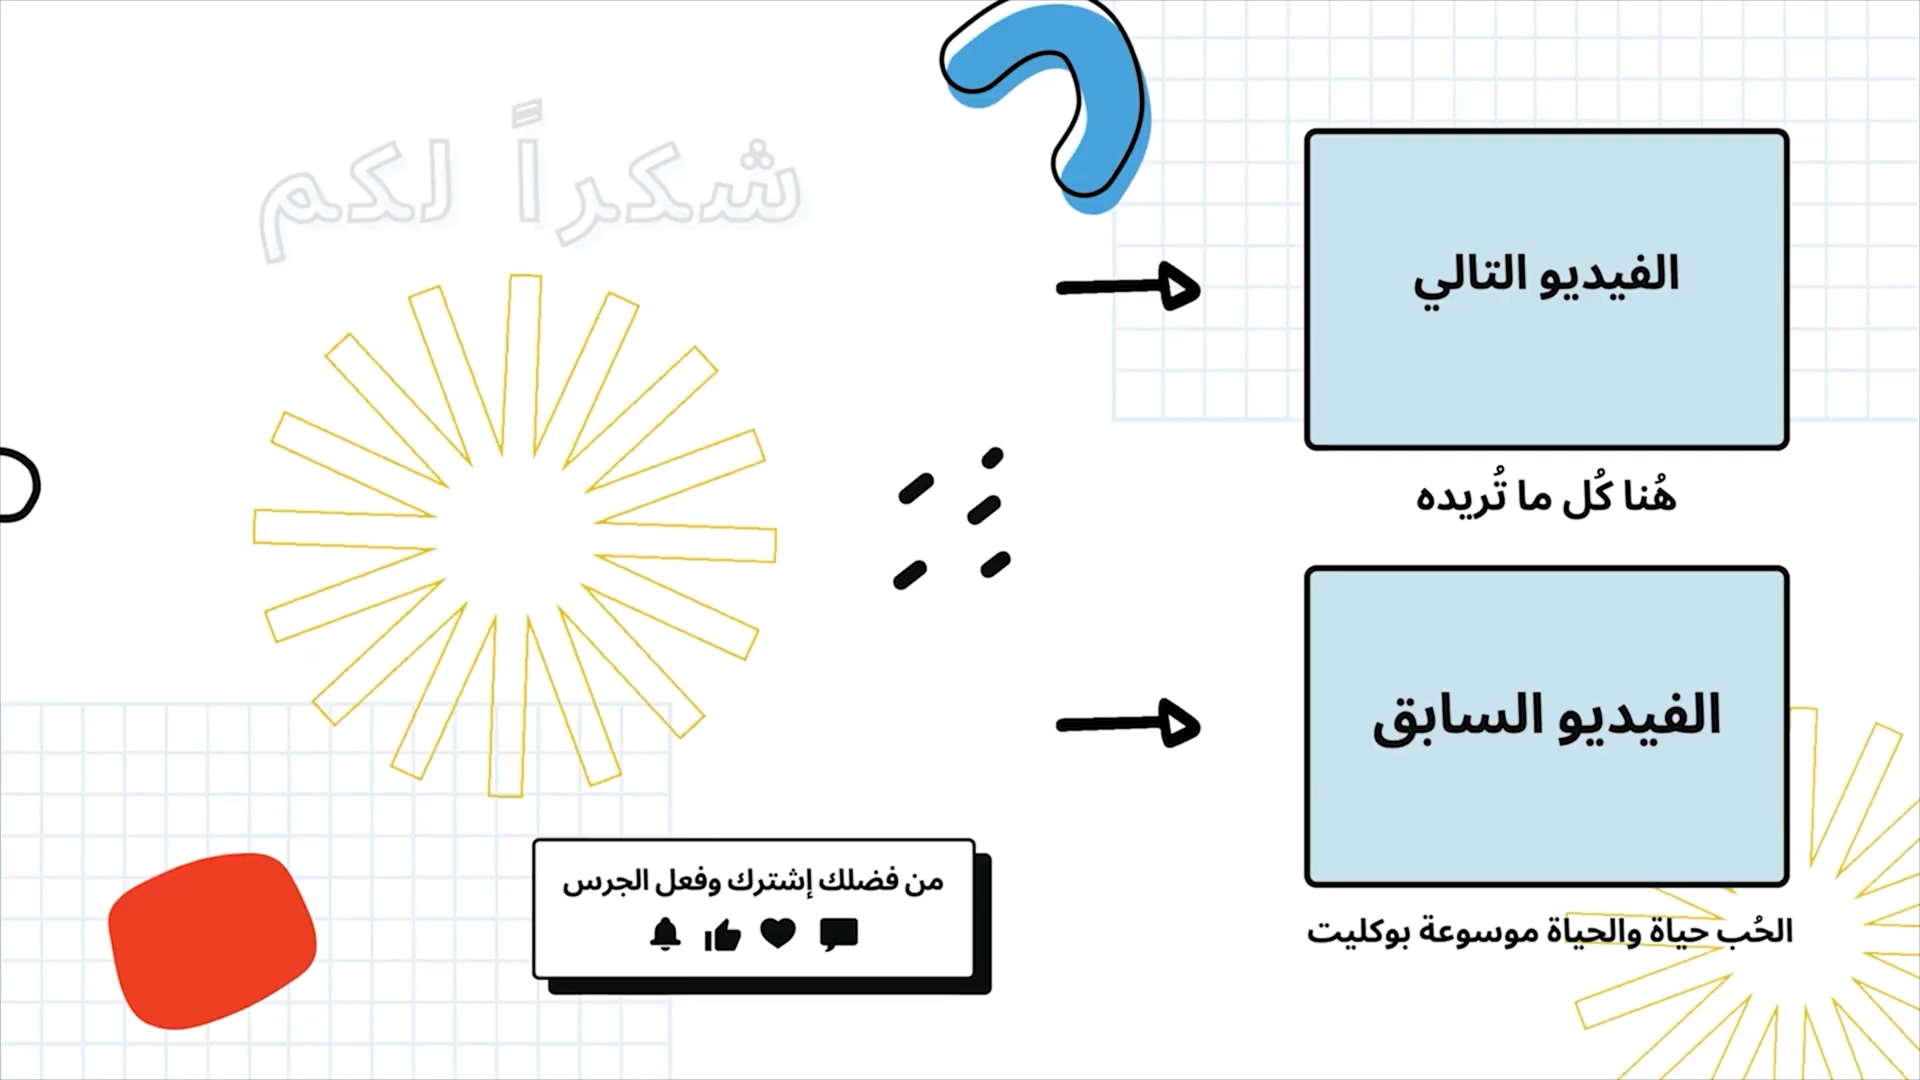 شكراً لكم
الفيديو التالي
هُنا كُل ما تُريده
الفيديو السابق
الحُب حياة والحياة موسوعة بوكليت
من فضلك إشترك وفعل الجرس